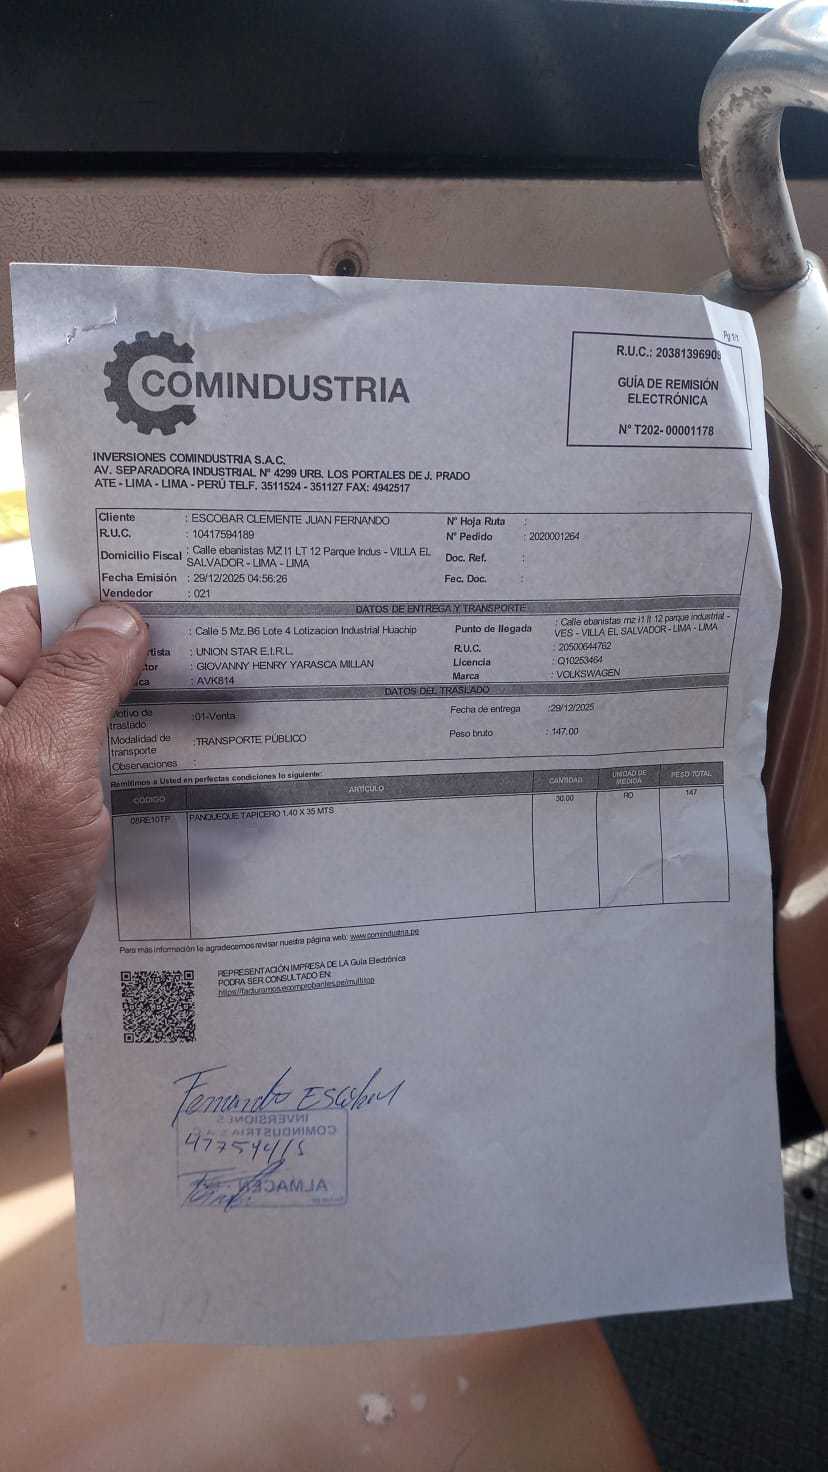 Pg 1/1
COMINDUSTRIA
R.U.C.: 20381396909
GUÍA DE REMISIÓN
ELECTRÓNICA
N° T202- 00001178
INVERSIONES COMINDUSTRIA S.A.C.
AV. SEPARADORA INDUSTRIAL N° 4299 URB. LOS PORTALES DE J. PRADO
ATE - LIMA - LIMA - PERÚ TELF. 3511524 - 351127 FAX: 4942517
Cliente : ESCOBAR CLEMENTE JUAN FERNANDO N° Hoja Ruta :
R.U.C. : 10417594189 N° Pedido : 2020001264
Domicilio Fiscal : Calle ebanistas MZ I1 LT 12 Parque Indus - VILLA EL
SALVADOR - LIMA - LIMA Doc. Ref. :
Fecha Emisión : 29/12/2025 04:56:26 Fec. Doc. :
Vendedor : 021
DATOS DE ENTREGA Y TRANSPORTE
: Calle 5 Mz.B6 Lote 4 Lotizacion Industrial Huachip Punto de llegada : Calle ebanistas mz i1 lt 12 parque industrial -
VES - VILLA EL SALVADOR - LIMA - LIMA
: UNION STAR E.I.R.L. R.U.C. : 20500644762
: GIOVANNY HENRY YARASCA MILLAN Licencia : Q10253464
: AVK814 Marca : VOLKSWAGEN
DATOS DEL TRASLADO
Motivo de
traslado :01-Venta Fecha de entrega :29/12/2025
Modalidad de
transporte :TRANSPORTE PÚBLICO Peso bruto : 147.00
Observaciones :
Remitimos a Usted en perfectas condiciones lo siguiente:
CÓDIGO ARTÍCULO CANTIDAD UNIDAD DE MEDIDA PESO TOTAL
08RE10TP PANQUEQUE TAPICERO 1.40 X 35 MTS 30.00 RO 147
Para más información le agradecemos revisar nuestra página web: www.comindustria.pe
REPRESENTACIÓN IMPRESA DE LA Guía Electrónica
PODRA SER CONSULTADO EN:
https://facturamos.ecomprobantes.pe/multitop
Fernando Escobar
INVERSIONES
COMINDUSTRIA
ALMACEN